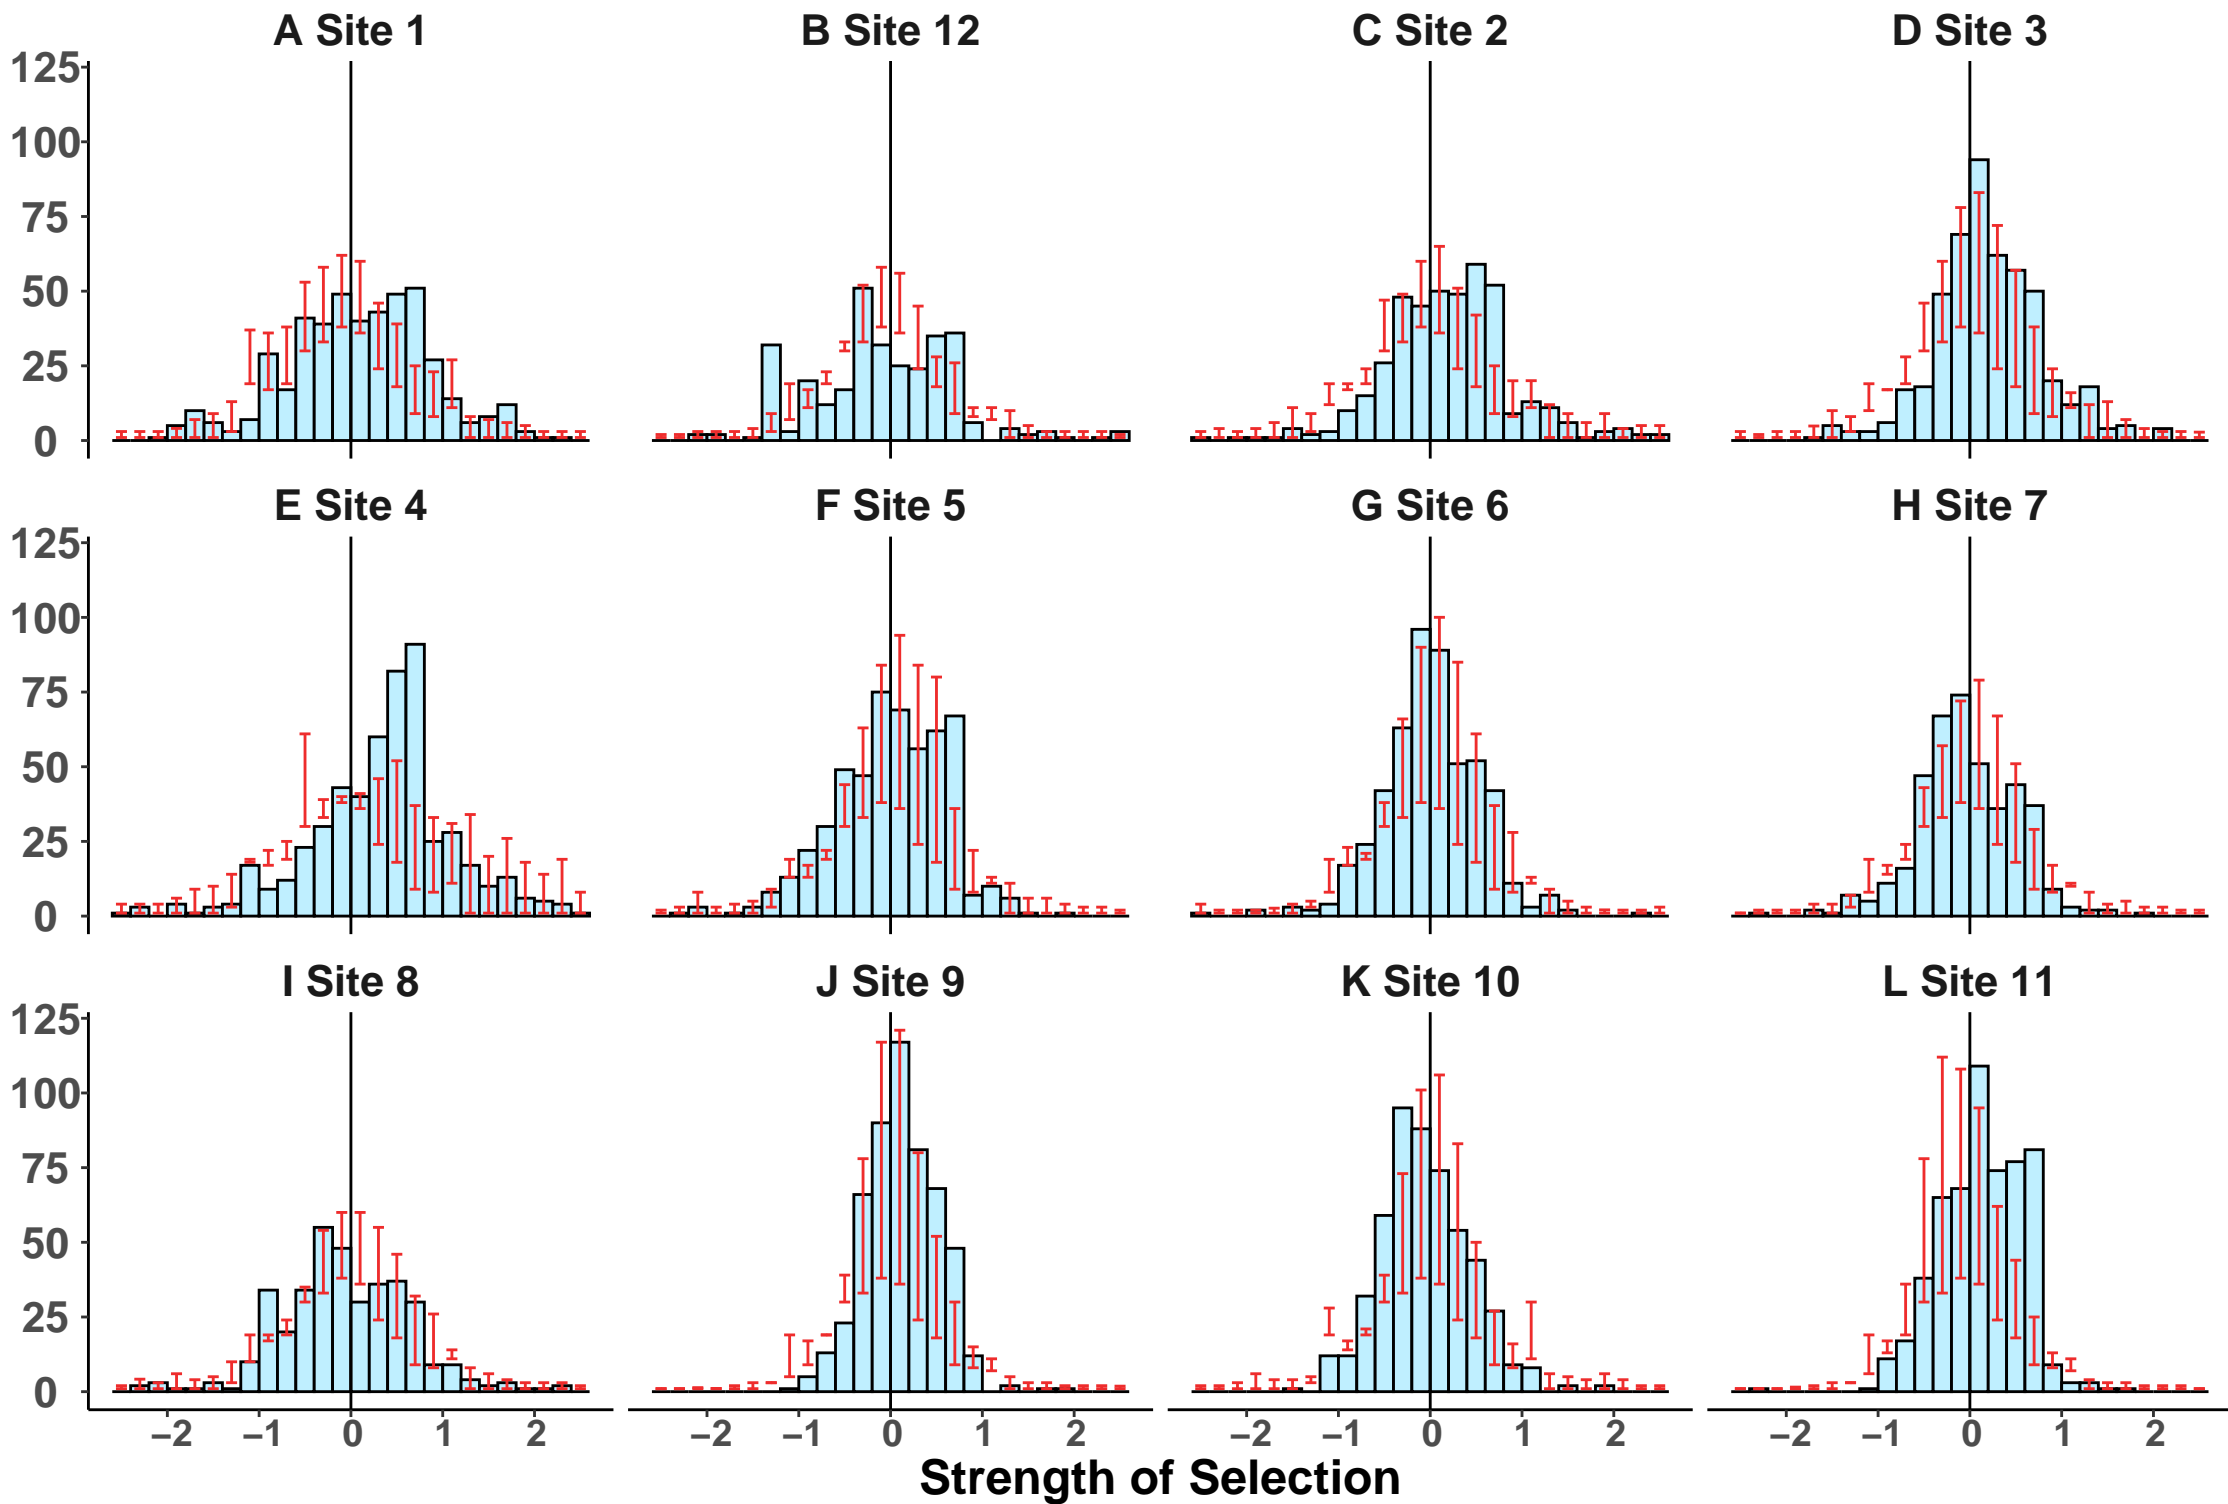 A Site 1
B Site 12
C Site 2
D Site 3
125
100
75
50
25
0
E Site 4
F Site 5
G Site 6
H Site 7
125
100
75
50
25
0
I Site 8
J Site 9
K Site 10
L Site 11
125
100
75
50
25
0
−2 −1 0 1 2 −2 −1 0 1 2 −2 −1 0 1 2 −2 −1 0 1 2
Strength of Selection